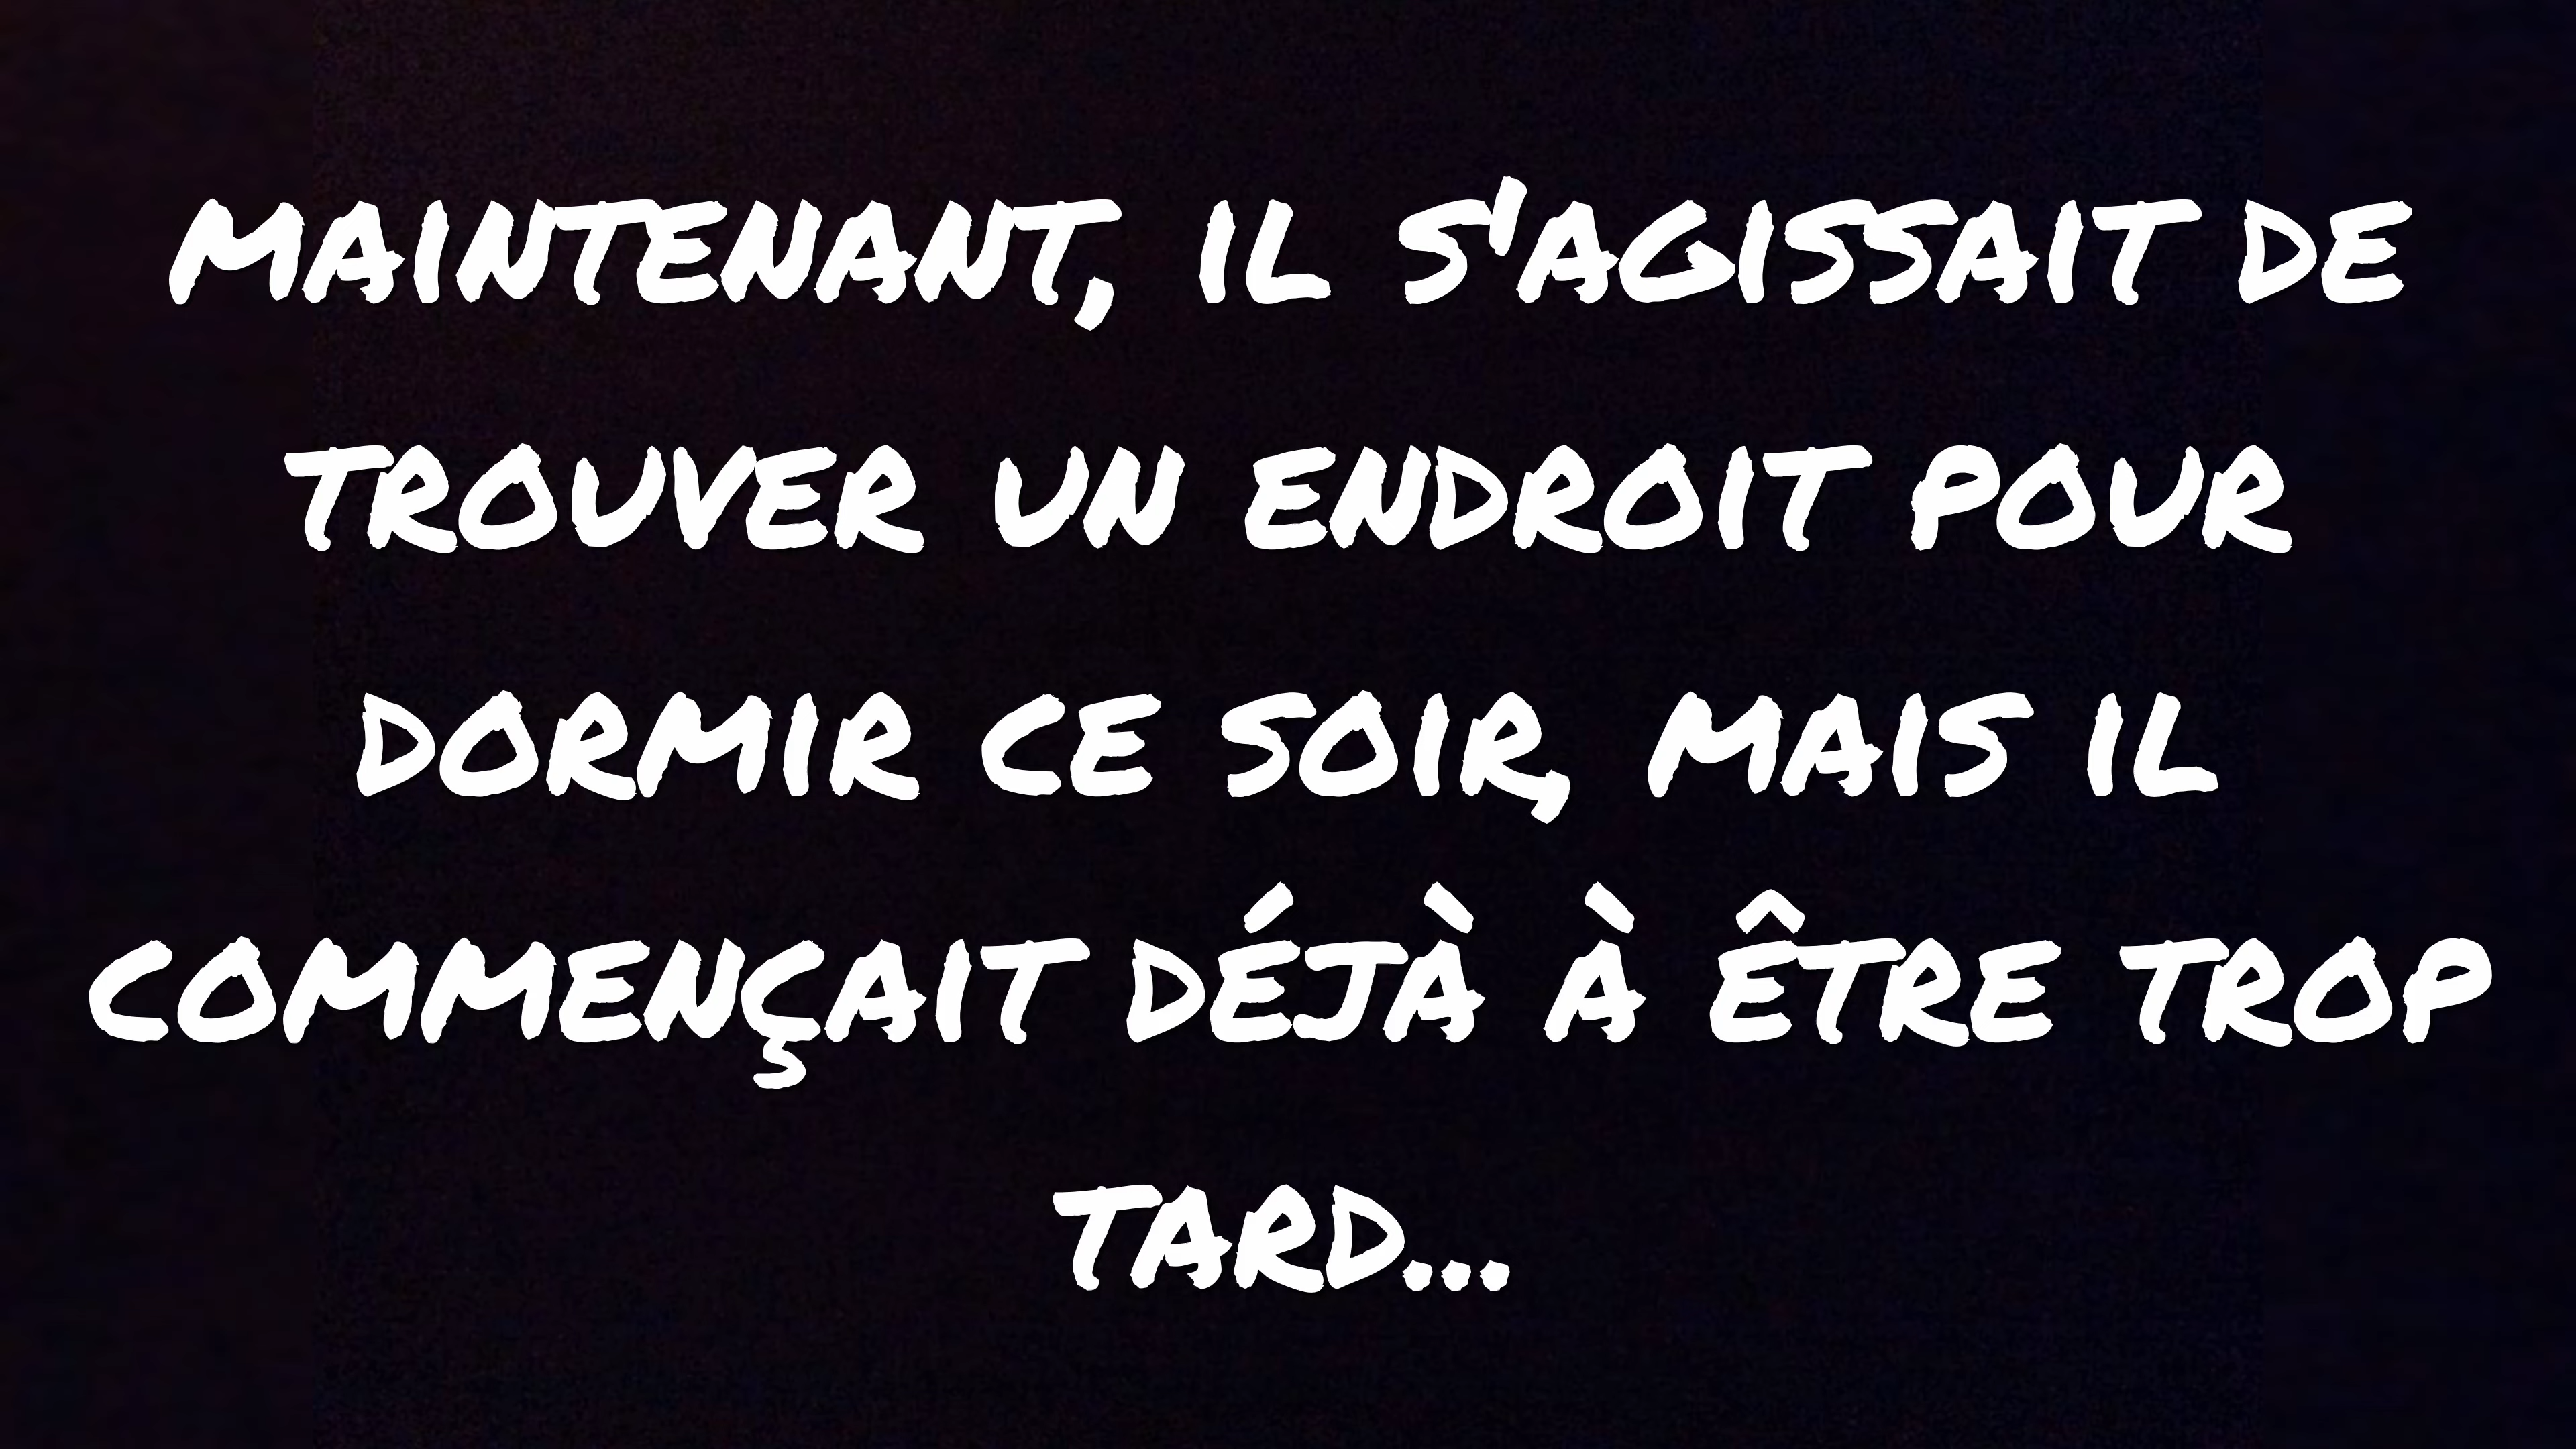 MAINTENANT, IL S'AGISSAIT DE
TROUVER UN ENDROIT POUR
DORMIR CE SOIR, MAIS IL
COMMENÇAIT DÉJÀ À ÊTRE TROP
TARD...